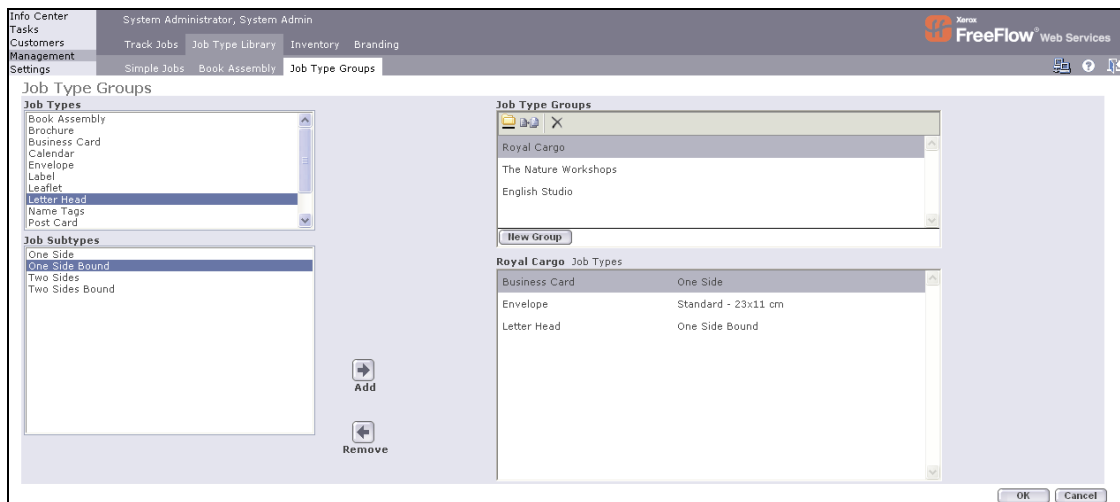 Info Center
Tasks
Customers
Management
Settings
System Administrator, System Admin
Track Jobs Job Type Library Inventory Branding
Simple Jobs Book Assembly Job Type Groups
Xerox
FreeFlow® Web Services
Job Type Groups
Job Types
Book Assembly
Brochure
Business Card
Calendar
Envelope
Label
Leaflet
Letter Head
Name Tags
Post Card
Job Subtypes
One Side
One Side Bound
Two Sides
Two Sides Bound
Add
Remove
Job Type Groups
Royal Cargo
The Nature Workshops
English Studio
New Group
Royal Cargo Job Types
Business Card One Side
Envelope Standard - 23x11 cm
Letter Head One Side Bound
OK Cancel